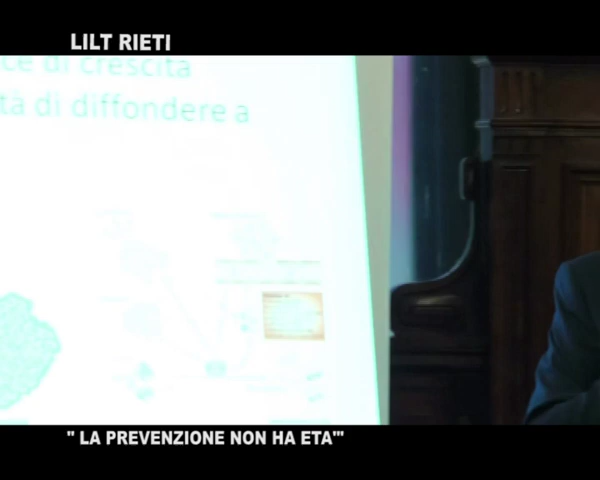 LILT RIETI
ce di crescita
tà di diffondere a
" LA PREVENZIONE NON HA ETA'"